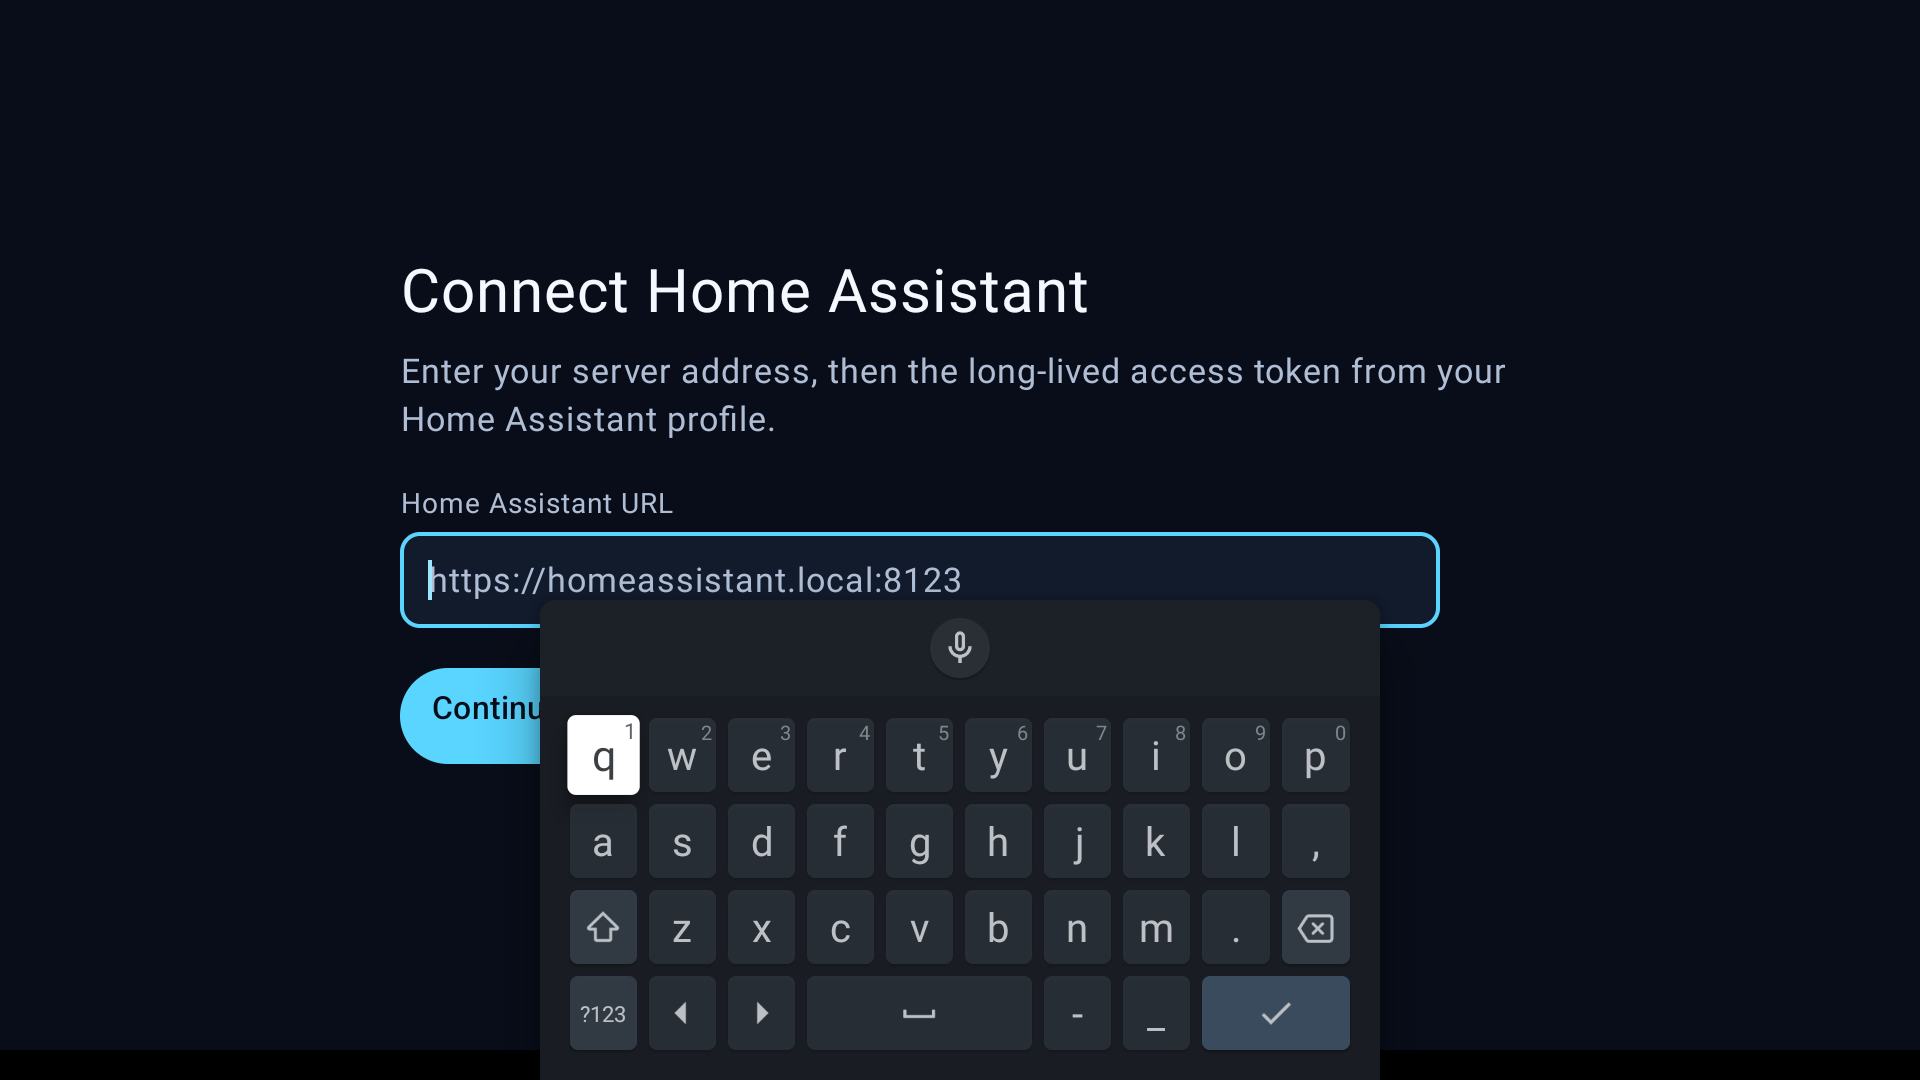 Connect Home Assistant
Enter your server address, then the long-lived access token from your
Home Assistant profile.
Home Assistant URL
https://homeassistant.local:8123
Continu
q 1 w 2 e 3 r 4 t 5 y 6 u 7 i 8 o 9 p 0
a s d f g h j k l ,
z x c v b n m .
?123 - _